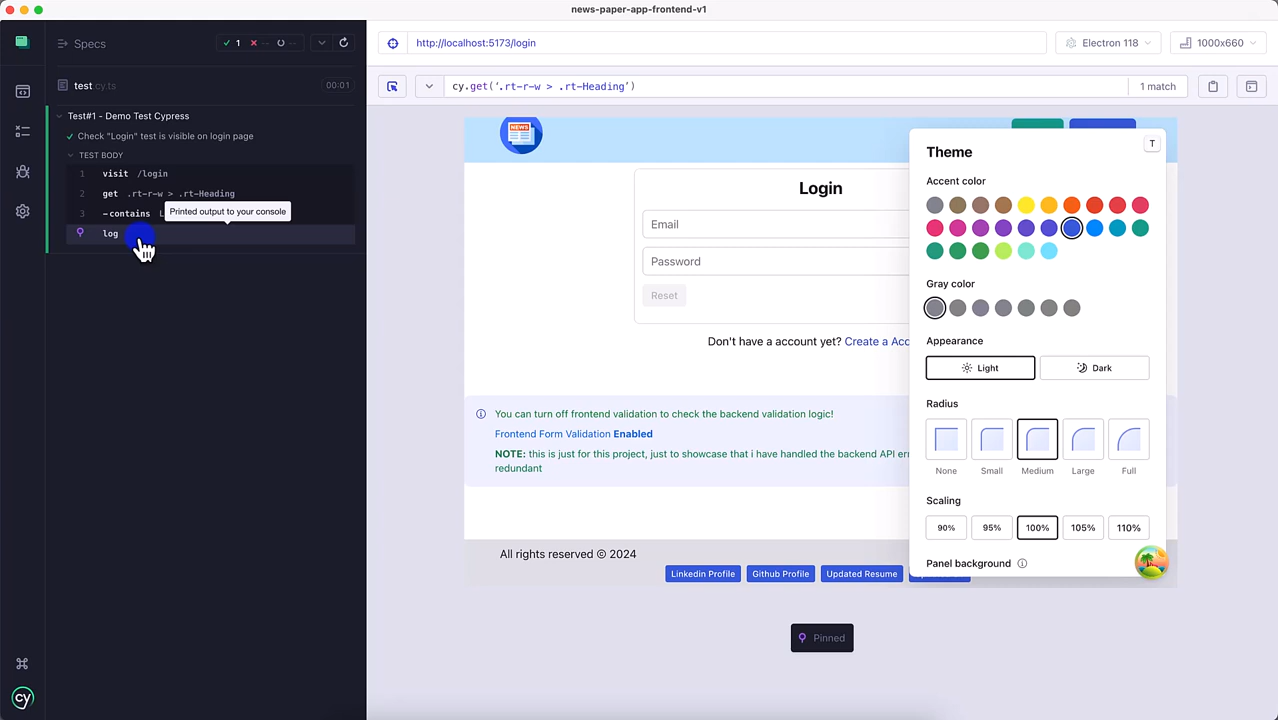 news-paper-app-frontend-v1
Specs
1 -- --
http://localhost:5173/login
Electron 118
1000x660
test.cy.ts
00:01
cy.get('.rt-r-w > .rt-Heading')
1 match
Test#1 - Demo Test Cypress
Check "Login" test is visible on login page
TEST BODY
1 visit /login
2 get .rt-r-w > .rt-Heading
3 -contains L
Printed output to your console
log
cy
NEWS
Login
Email
Password
Reset
Don't have a account yet? Create a Acc
You can turn off frontend validation to check the backend validation logic!
Frontend Form Validation Enabled
NOTE: this is just for this project, just to showcase that i have handled the backend API err
redundant
All rights reserved © 2024
Linkedin Profile
Github Profile
Updated Resume
Pinned
Theme
T
Accent color
Gray color
Appearance
Light
Dark
Radius
None
Small
Medium
Large
Full
Scaling
90%
95%
100%
105%
110%
Panel background